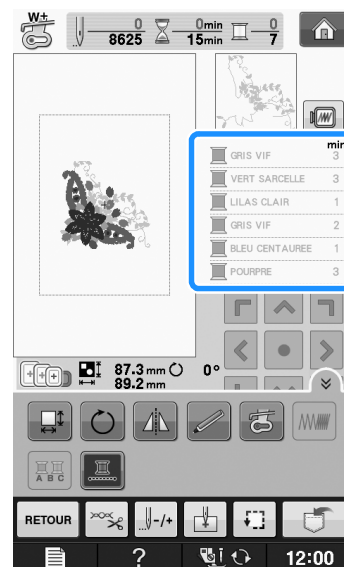 W+
0 0min 0
8625 15min 7
min
GRIS VIF 3
VERT SARCELLE 3
LILAS CLAIR 1
GRIS VIF 2
BLEU CENTAUREE 1
POURPRE 3
87.3 mm 0°
89.2 mm
A B C
RETOUR -/+
? 12:00